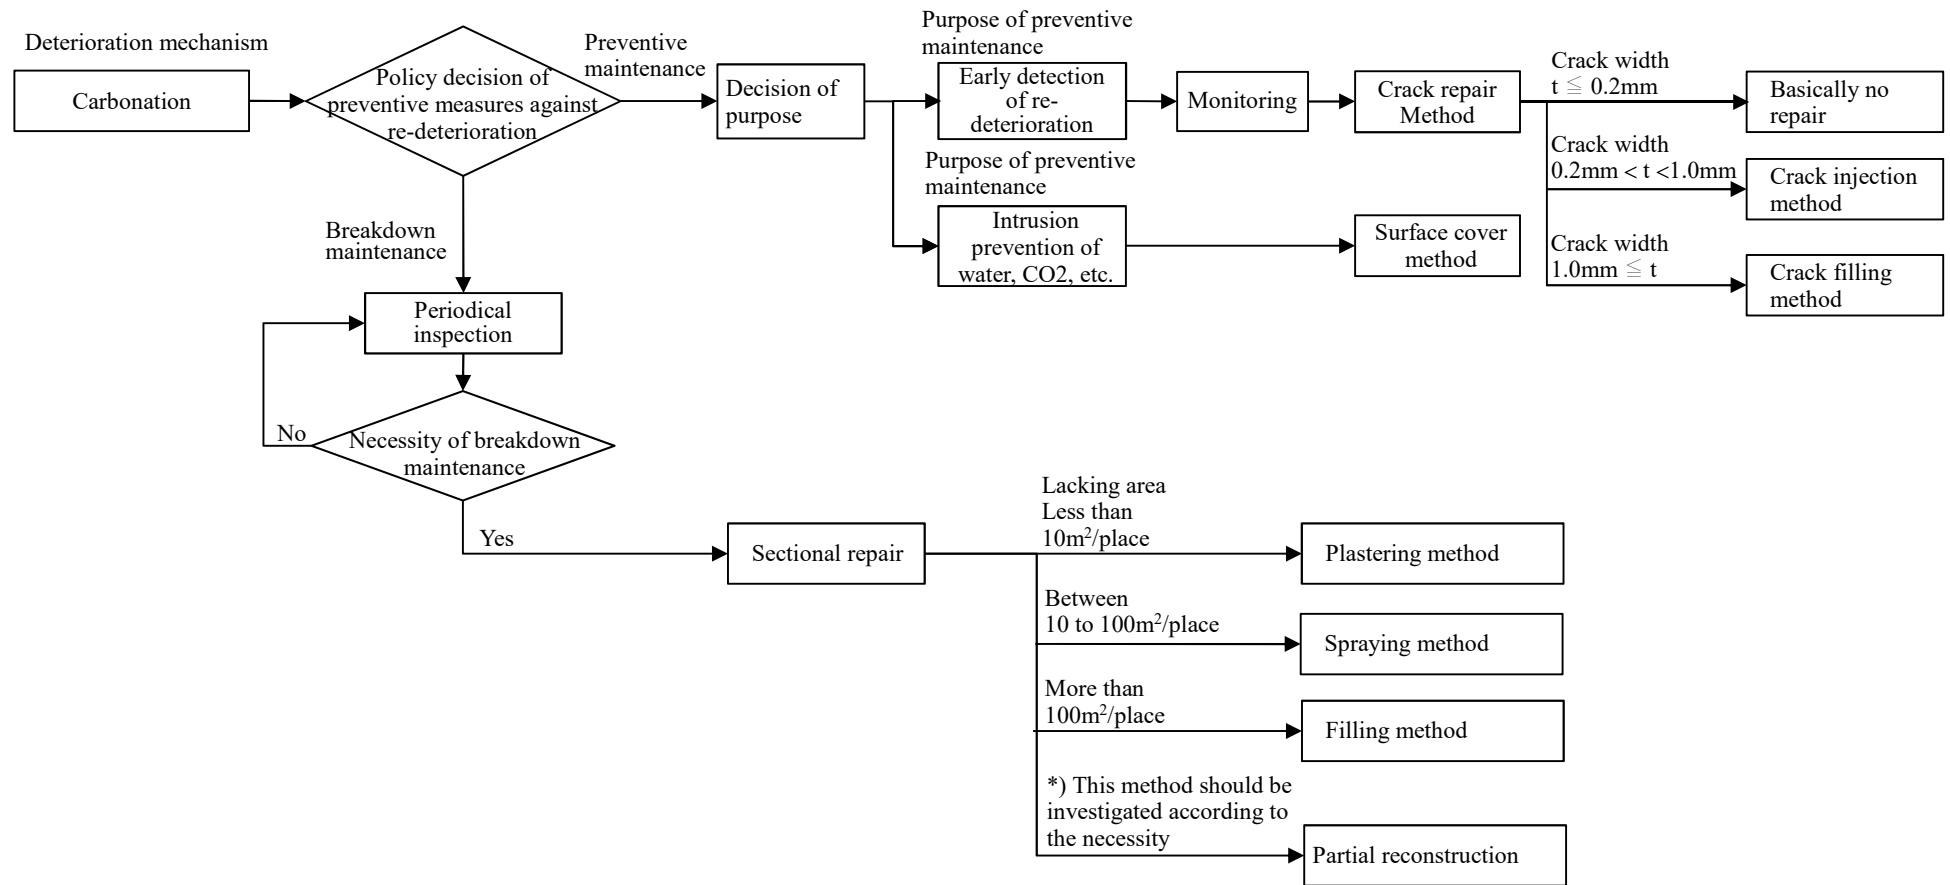 Deterioration mechanism
Carbonation
Policy decision of
preventive measures against
re-deterioration
Preventive
maintenance
Decision of
purpose
Purpose of preventive
maintenance
Early detection
of re-
deterioration
Monitoring
Crack repair
Method
Crack width
t ≦ 0.2mm
Basically no
repair
Crack width
0.2mm < t <1.0mm
Crack injection
method
Crack width
1.0mm ≦ t
Crack filling
method
Purpose of preventive
maintenance
Intrusion
prevention of
water, CO2, etc.
Surface cover
method
Breakdown
maintenance
Periodical
inspection
No
Necessity of breakdown
maintenance
Yes
Sectional repair
Lacking area
Less than
10m²/place
Plastering method
Between
10 to 100m²/place
Spraying method
More than
100m²/place
Filling method
*) This method should be
investigated according to
the necessity
Partial reconstruction